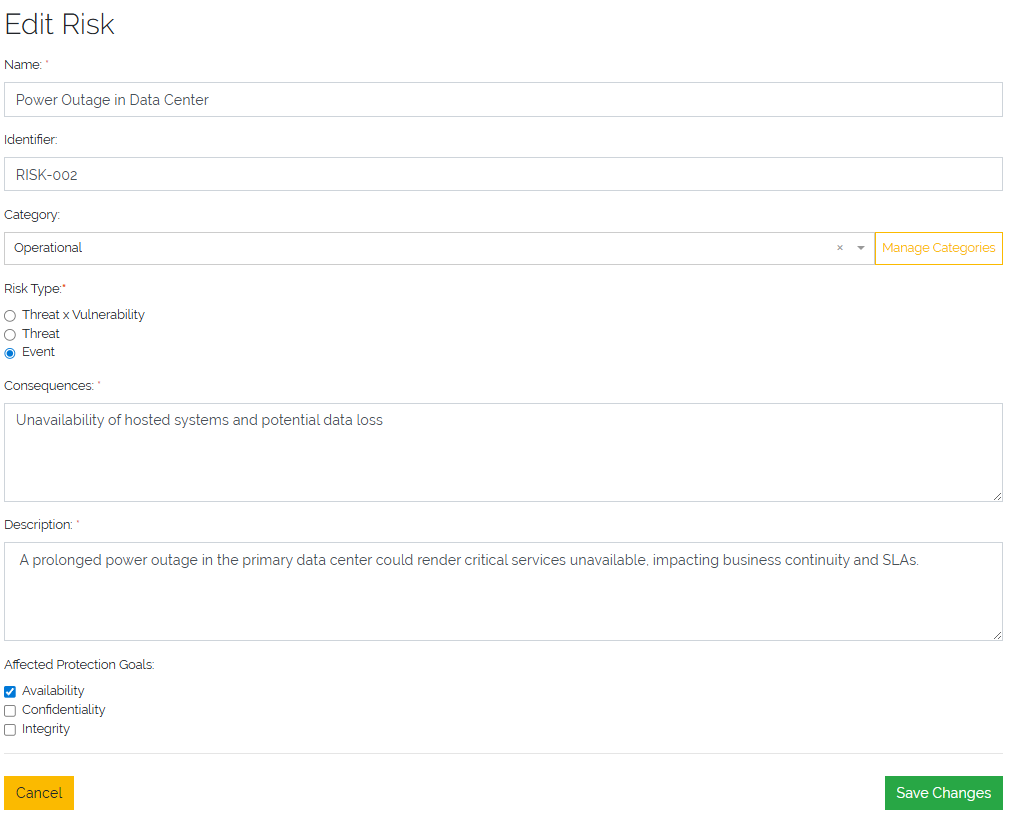 Edit Risk
Name: *
Power Outage in Data Center
Identifier:
RISK-002
Category:
Operational × Manage Categories
Risk Type:*
Threat x Vulnerability
Threat
Event
Consequences: *
Unavailability of hosted systems and potential data loss
Description: *
A prolonged power outage in the primary data center could render critical services unavailable, impacting business continuity and SLAs.
Affected Protection Goals:
Availability
Confidentiality
Integrity
Cancel Save Changes